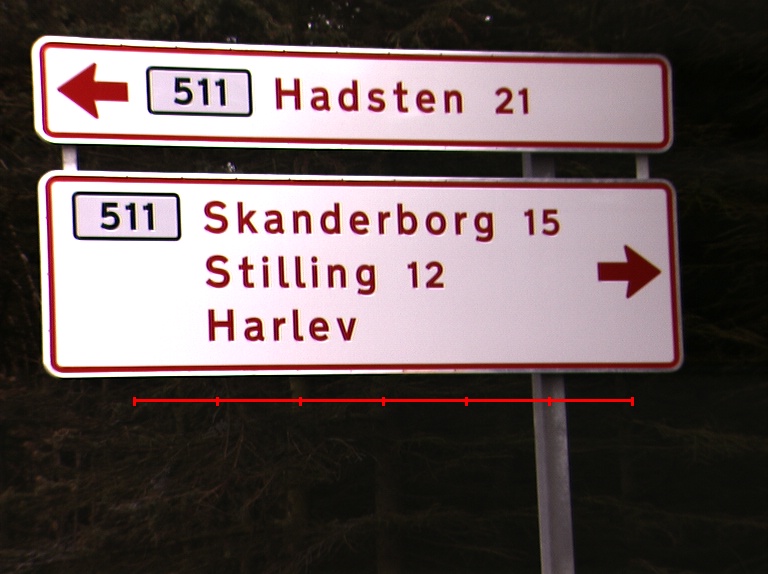 511 Hadsten 21
511 Skanderborg 15
Stilling 12
Harlev